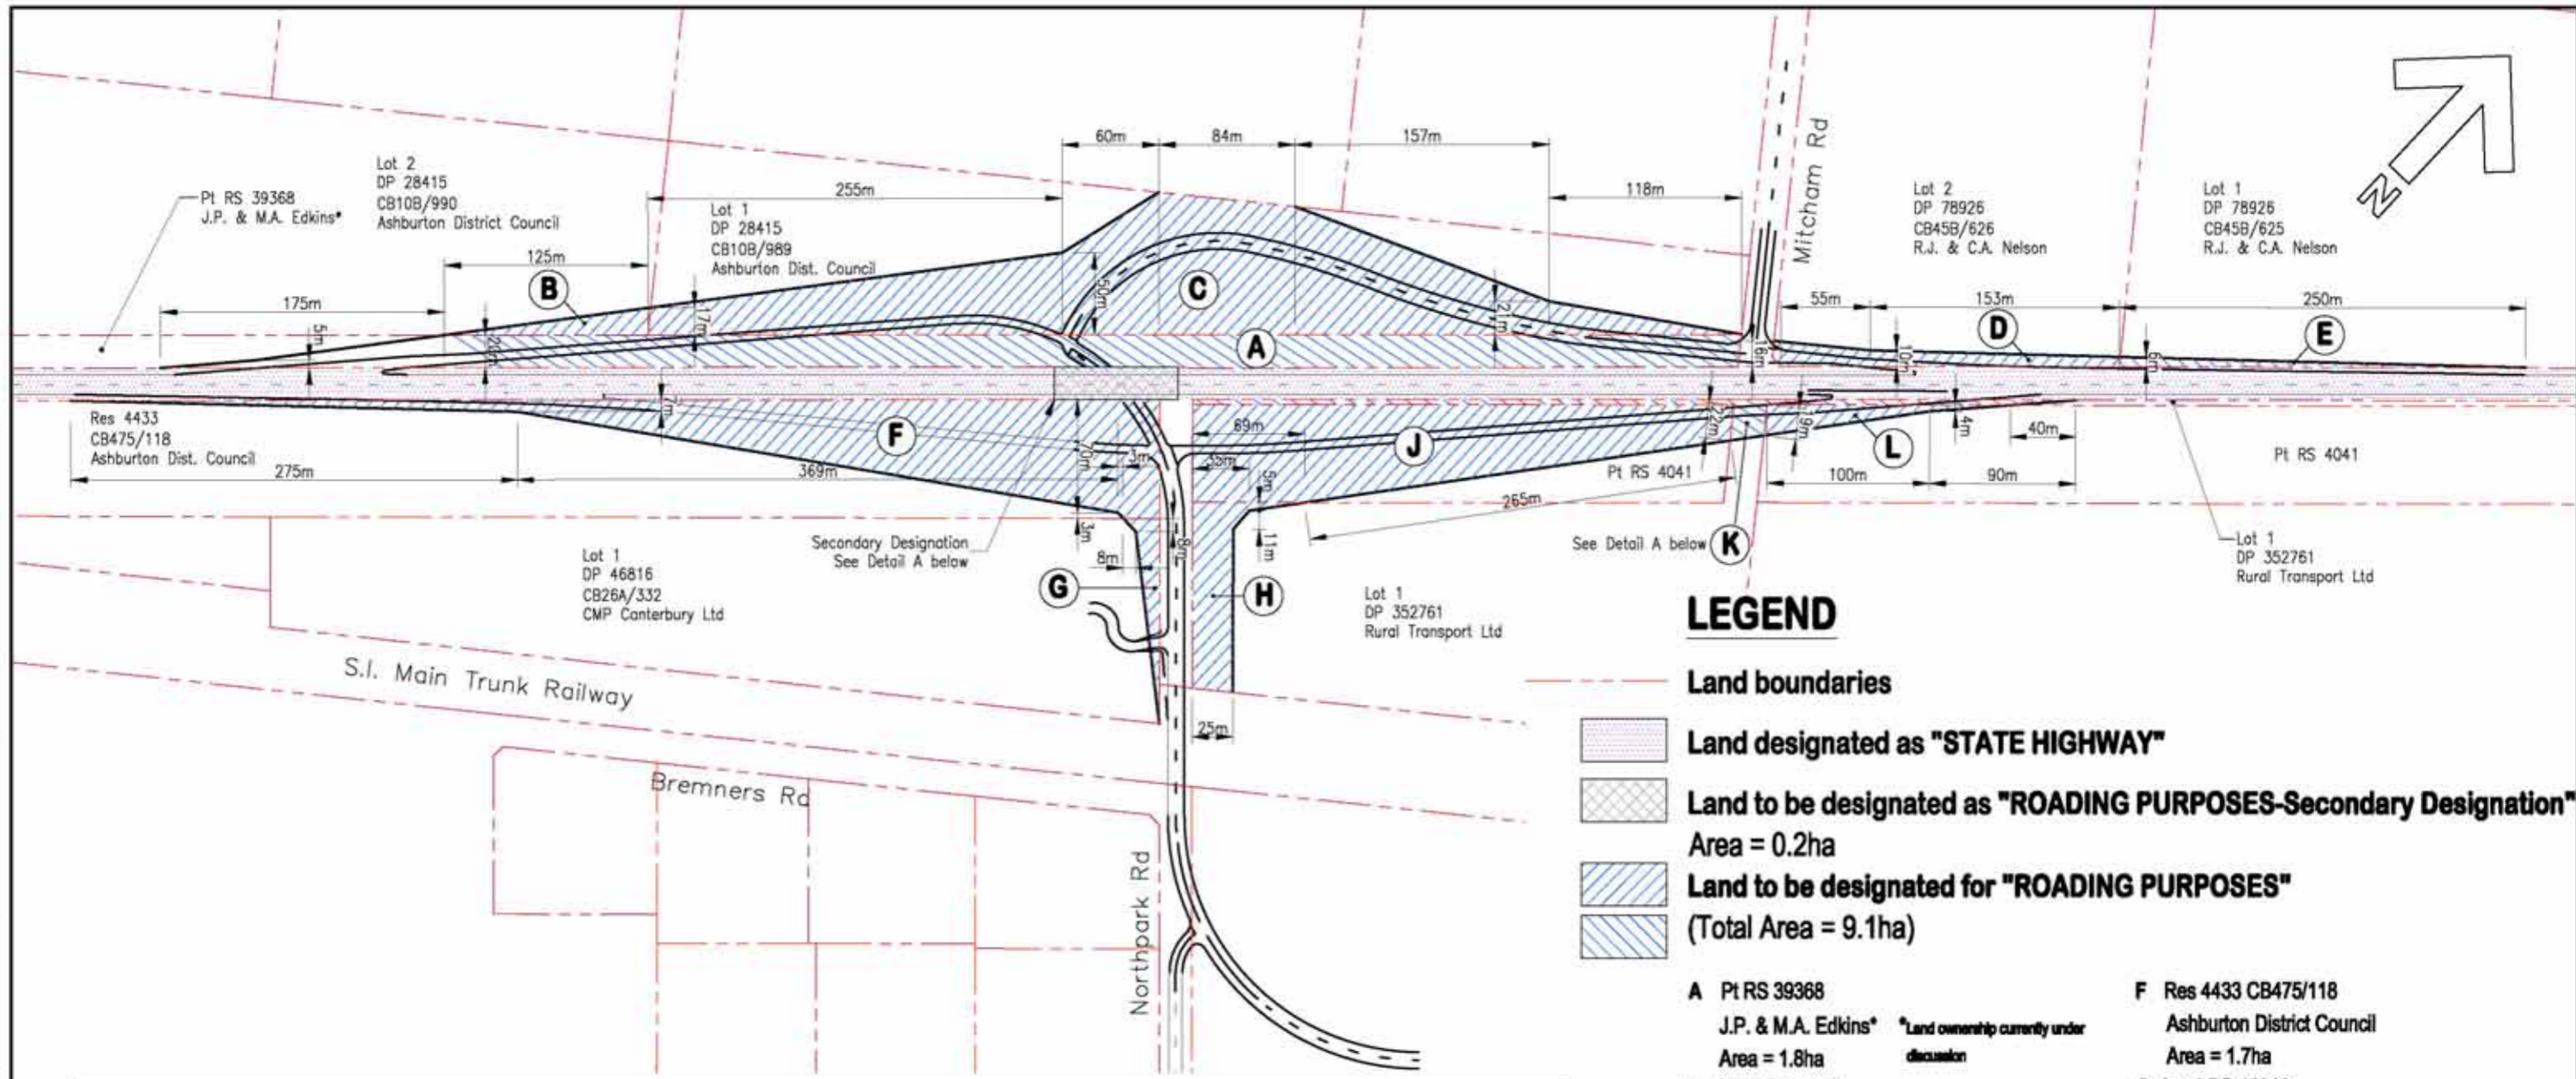 60m
84m
157m
N
Lot 2
DP 28415
CB10B/990
Ashburton District Council
Pt RS 39368
J.P. & M.A. Edkins*
255m
118m
Mitcham Rd
Lot 2
DP 78926
CB45B/626
R.J. & C.A. Nelson
Lot 1
DP 78926
CB45B/625
R.J. & C.A. Nelson
Lot 1
DP 28415
CB10B/989
Ashburton Dist. Council
125m
B
175m
5m
20m
17m
50m
C
21m
A
55m
153m
250m
D
E
16m
10m
6m
Res 4433
CB475/118
Ashburton Dist. Council
7m
F
70m
3m
69m
35m
J
22m
19m
L
4m
40m
Pt RS 4041
Pt RS 4041
275m
369m
5m
265m
100m
90m
3m
8m
8m
11m
Secondary Designation
See Detail A below
See Detail A below
K
Lot 1
DP 352761
Rural Transport Ltd
Lot 1
DP 46816
CB26A/332
CMP Canterbury Ltd
G
H
Lot 1
DP 352761
Rural Transport Ltd
25m
S.I. Main Trunk Railway
Bremners Rd
Northpark Rd
LEGEND
Land boundaries
Land designated as "STATE HIGHWAY"
Land to be designated as "ROADING PURPOSES-Secondary Designation"
Area = 0.2ha
Land to be designated for "ROADING PURPOSES"
(Total Area = 9.1ha)
A Pt RS 39368
J.P. & M.A. Edkins* *Land ownership currently under
discussion
Area = 1.8ha
F Res 4433 CB475/118
Ashburton District Council
Area = 1.7ha